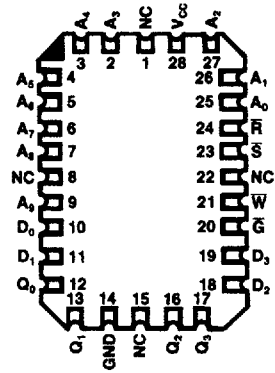 A₄ A₃ NC V_CC A₂
3 2 1 28 27
A₅ 4 26 A₁
A₆ 5 25 A₀
A₇ 6 24 R̅
A₈ 7 23 S̅
NC 8 22 NC
A₉ 9 21 W̅
D₀ 10 20 G̅
D₁ 11 19 D₃
Q₀ 12 18 D₂
13 14 15 16 17
Q₁ GND NC Q₂ Q₃